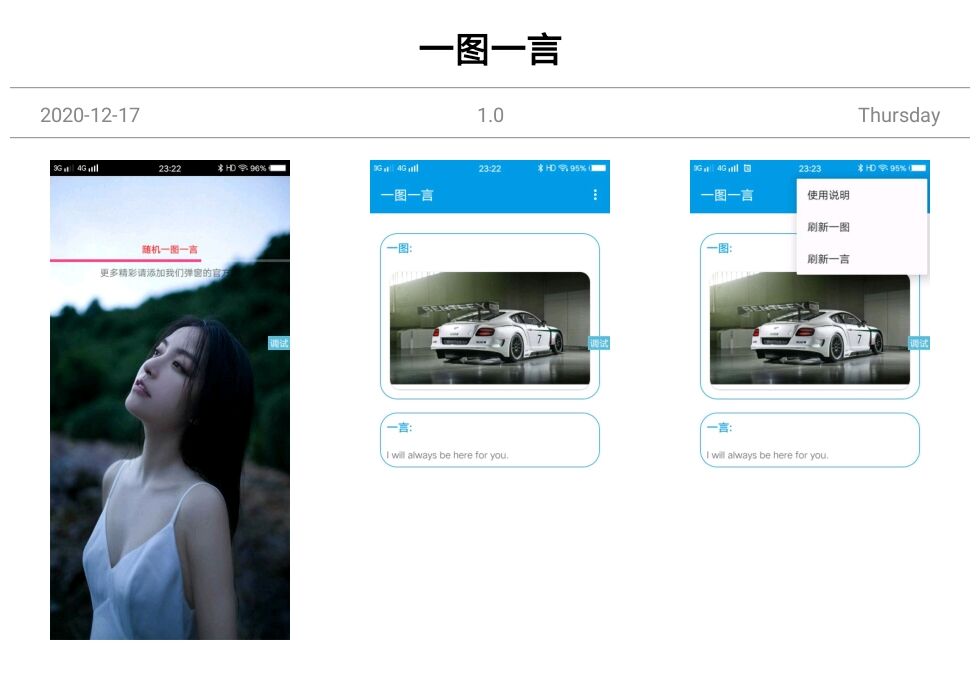 一图一言
2020-12-17 1.0 Thursday
3G 4G 23:22 HD 96%
随机一图一言
更多精彩请添加我们弹窗的官方
调试
3G 4G 23:22 HD 95%
一图一言
一图:
BENTLEY
7
调试
一言:
I will always be here for you.
3G 4G 23:23 HD 95%
一图一言
使用说明
刷新一图
刷新一言
一图:
BENTLEY
7
调试
一言:
I will always be here for you.